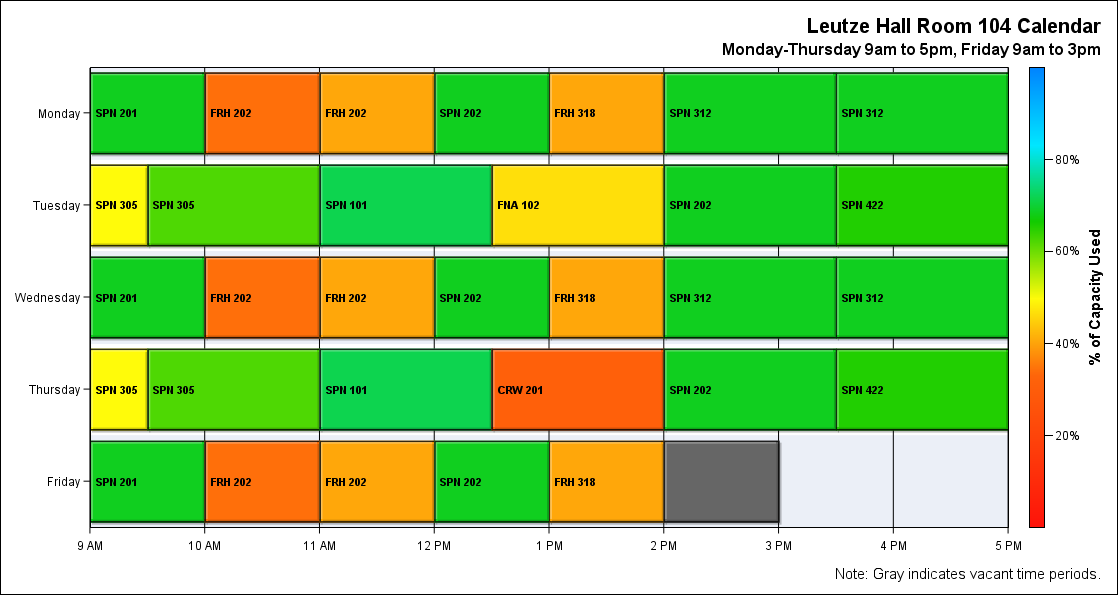 Leutze Hall Room 104 Calendar
Monday-Thursday 9am to 5pm, Friday 9am to 3pm
Monday
SPN 201
FRH 202
FRH 202
SPN 202
FRH 318
SPN 312
SPN 312
Tuesday
SPN 305
SPN 305
SPN 101
FNA 102
SPN 202
SPN 422
Wednesday
SPN 201
FRH 202
FRH 202
SPN 202
FRH 318
SPN 312
SPN 312
Thursday
SPN 305
SPN 305
SPN 101
CRW 201
SPN 202
SPN 422
Friday
SPN 201
FRH 202
FRH 202
SPN 202
FRH 318
9 AM
10 AM
11 AM
12 PM
1 PM
2 PM
3 PM
4 PM
5 PM
80%
60%
40%
20%
% of Capacity Used
Note: Gray indicates vacant time periods.